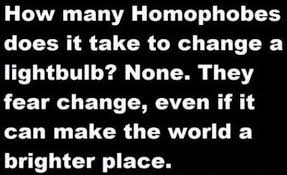 How many Homophobes
does it take to change a
lightbulb? None. They
fear change, even if it
can make the world a
brighter place.